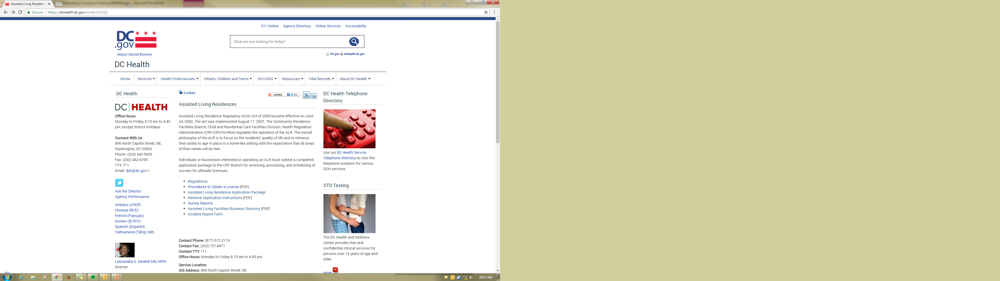 Assisted Living Residence
Secure
https://dchealth.dc.gov/node/165502
311 Online Agency Directory Online Services Accessibility
DC
.gov
What are you looking for today?
Mayor Muriel Bowser
DC.gov dchealth.dc.gov
DC Health
Home Services Health Professionals Infants, Children and Teens HIV/AIDS Resources Vital Records About DC Health
DC Health
DC HEALTH
Office Hours
Monday to Friday, 8:15 am to 4:45
pm, except District holidays
Connect With Us
899 North Capitol Street, NE,
Washington, DC 20002
Phone: (202) 442-5955
Fax: (202) 442-4795
TTY: 711
Email: doh@dc.gov
Ask the Director
Agency Performance
Amharic (አማርኛ)
Chinese (中文)
French (Français)
Korean (한국어)
Spanish (Español)
Vietnamese (Tiếng Việt)
LaQuandra S. Nesbitt MD, MPH
Director
Listen
SHARE
A A
Assisted Living Residences
Assisted Living Residence Regulatory (ALR) Act of 2000 became effective on June
24, 2000. The act was implemented August 17, 2007. The Community Residence
Facilities Branch, Child and Residential Care Facilities Division, Health Regulation
Administration (CRF/CRCFD/HRA) regulates the operation of the ALR. The overall
philosophy of the ALR is to focus on the residents' quality of life and to enhance
their ability to age in place in a home-like setting with the expectation that all areas
of their needs will be met.
Individuals or businesses interested in operating an ALR must submit a completed
application package to the CRF Branch for reviewing, processing, and scheduling of
surveys for ultimate licensure.
Regulations
Procedures to Obtain a License [PDF]
Assisted Living Residence Application Package
Renewal Application Instructions [PDF]
Survey Reports
Assisted Living Facilities Business Directory [PDF]
Incident Report Form
Contact Phone: (877) 672-2174
Contact Fax: (202) 727-8471
Contact TTY: 711
Office Hours: Monday to Friday 8:15 am to 4:45 pm
Service Location:
GIS Address: 899 North Capitol Street, NE
DC Health Telephone
Directory
Use our DC Health Service
Telephone Directory to view the
telephone numbers for various
DOH services.
STD Testing
The DC Health and Wellness
Center provides free and
confidential clinical services for
persons over 13 years of age and
older.
more
10:17 AM